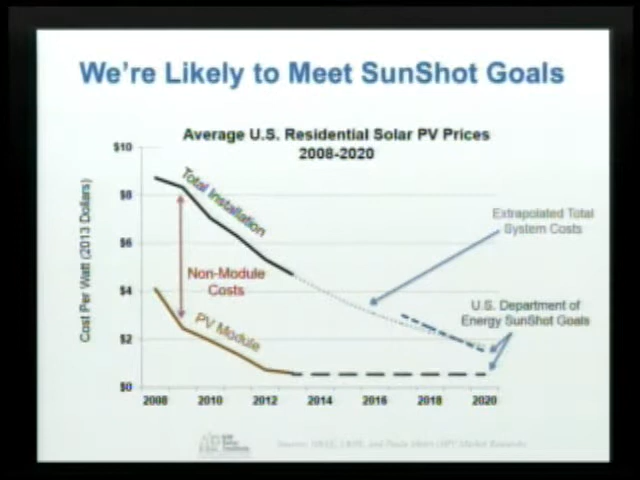 We're Likely to Meet SunShot Goals
Average U.S. Residential Solar PV Prices
2008-2020
Cost Per Watt (2013 Dollars)
$10
$8
$6
$4
$2
$0
Total Installation
Non-Module
Costs
PV Module
Extrapolated Total
System Costs
U.S. Department of
Energy SunShot Goals
2008
2010
2012
2014
2016
2018
2020